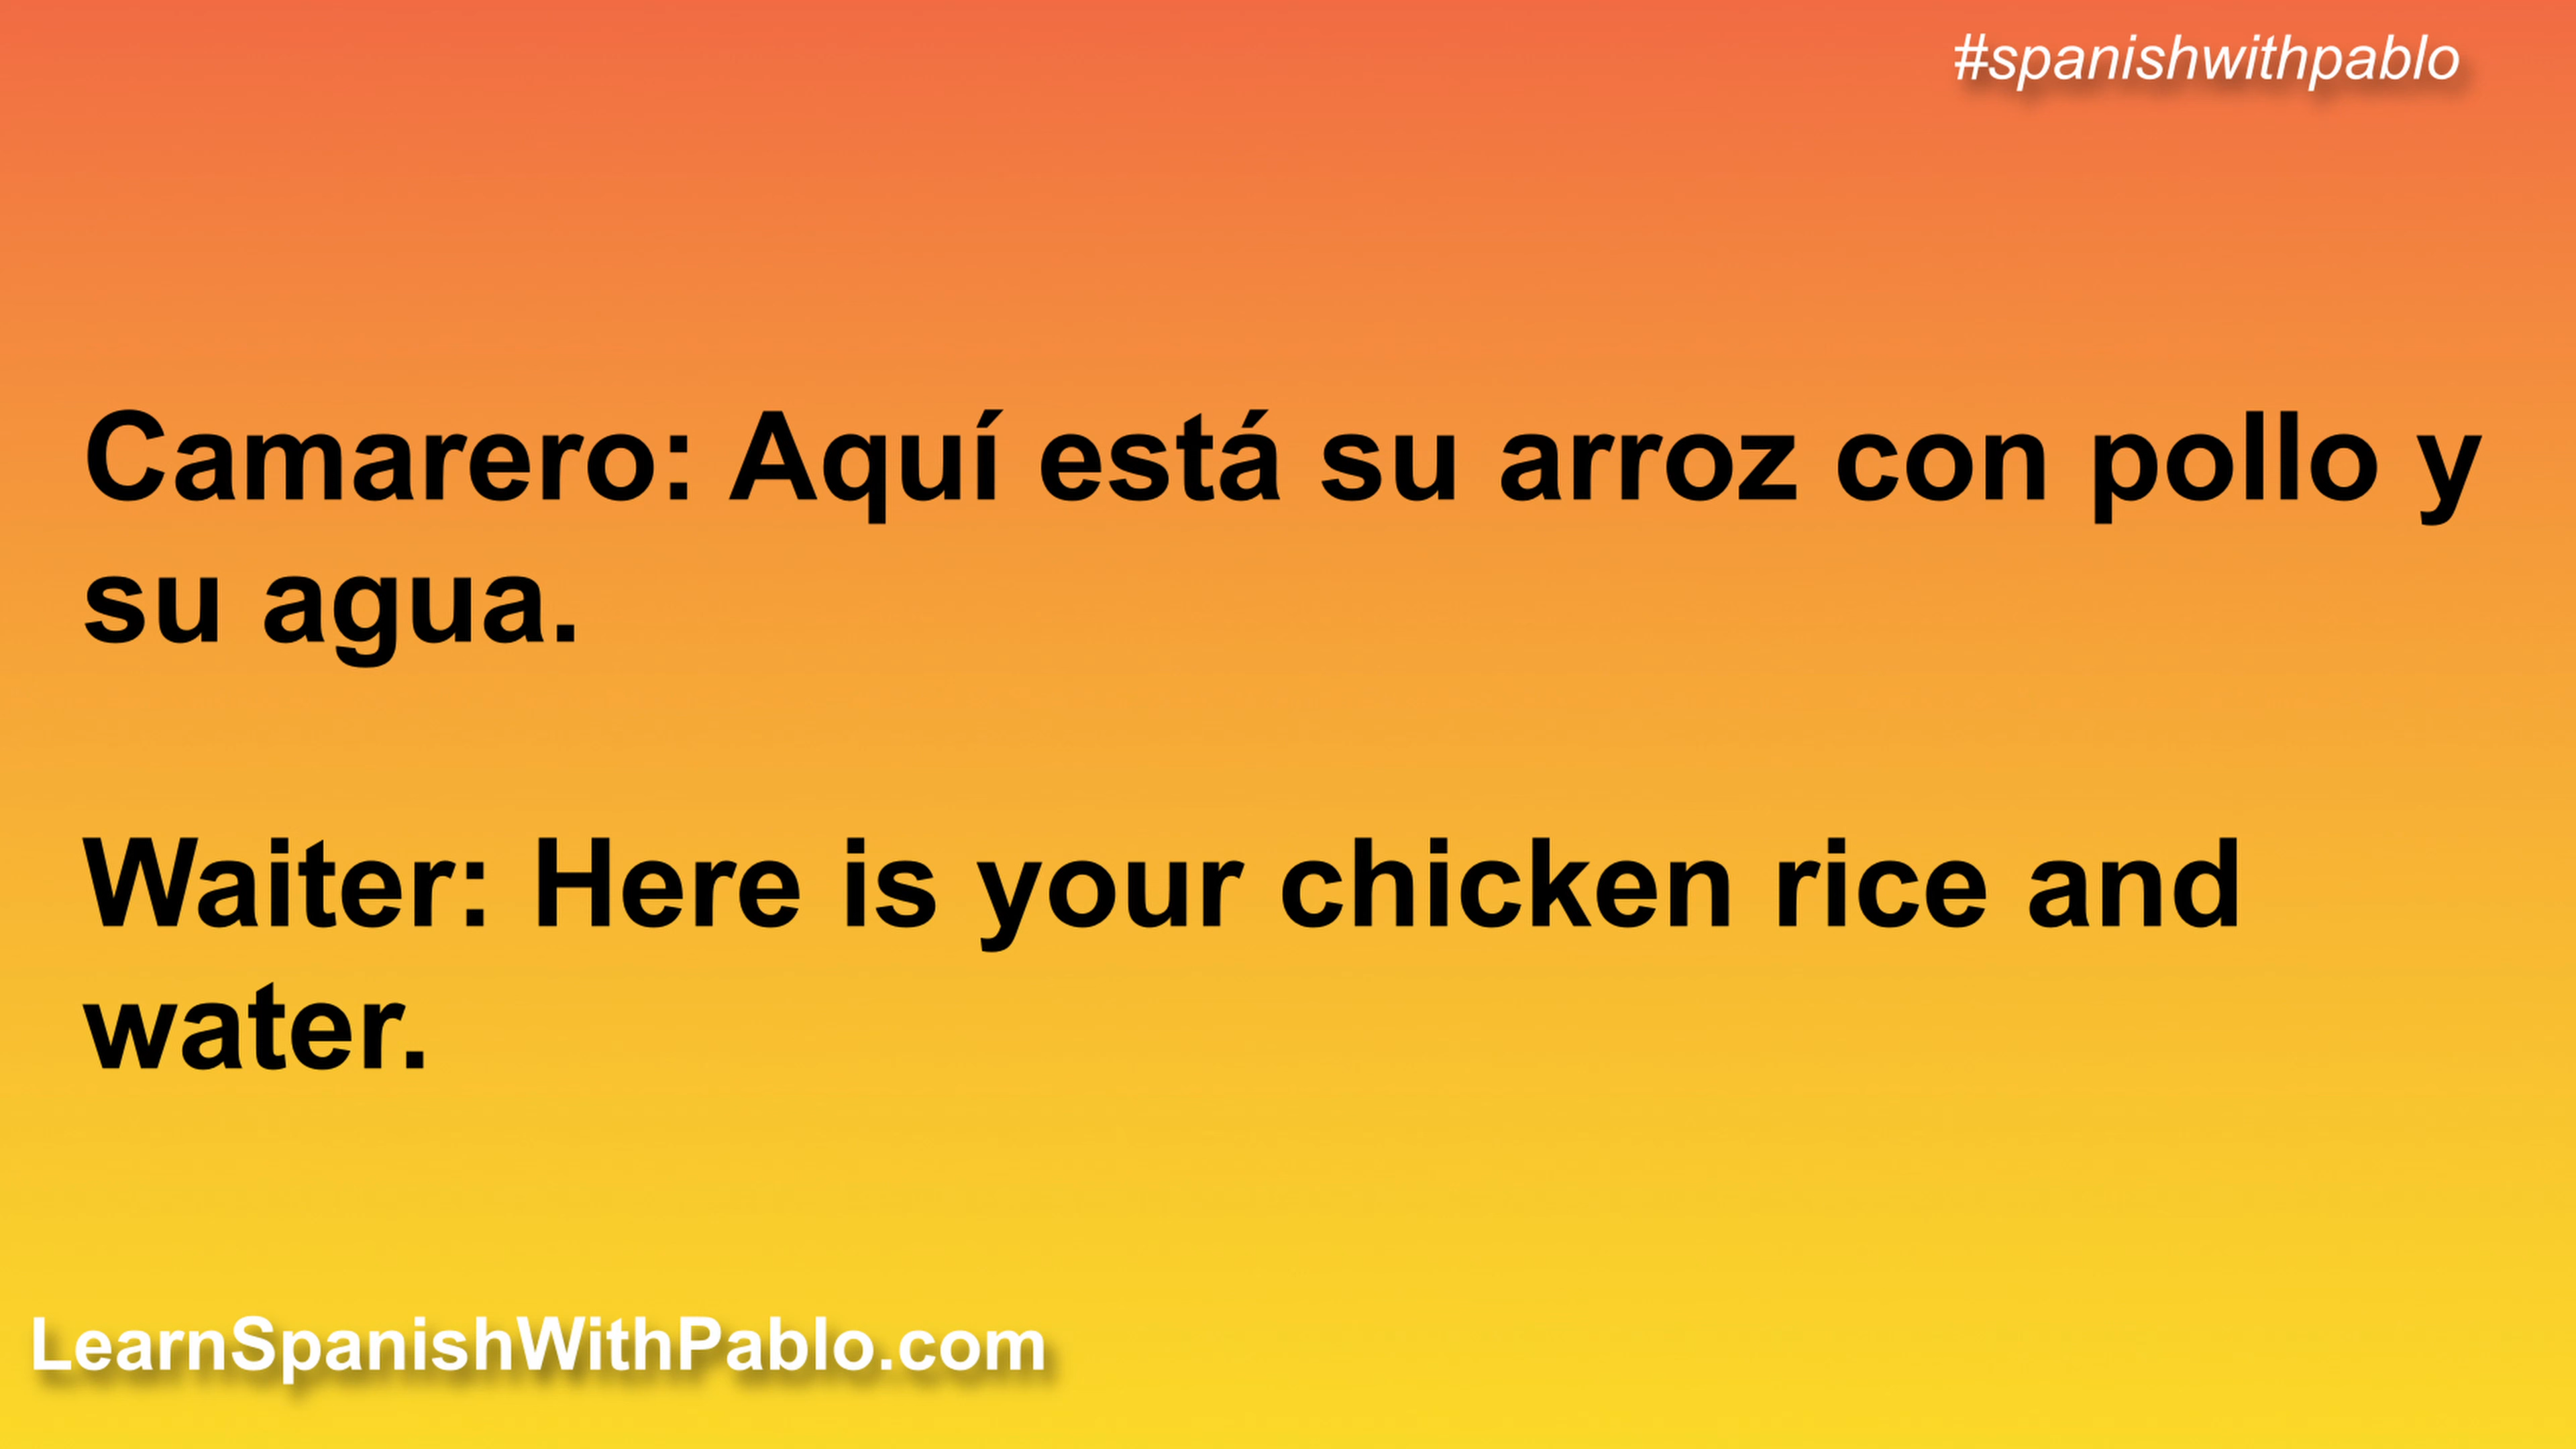 #spanishwithpablo
Camarero: Aquí está su arroz con pollo y
su agua.
Waiter: Here is your chicken rice and
water.
LearnSpanishWithPablo.com